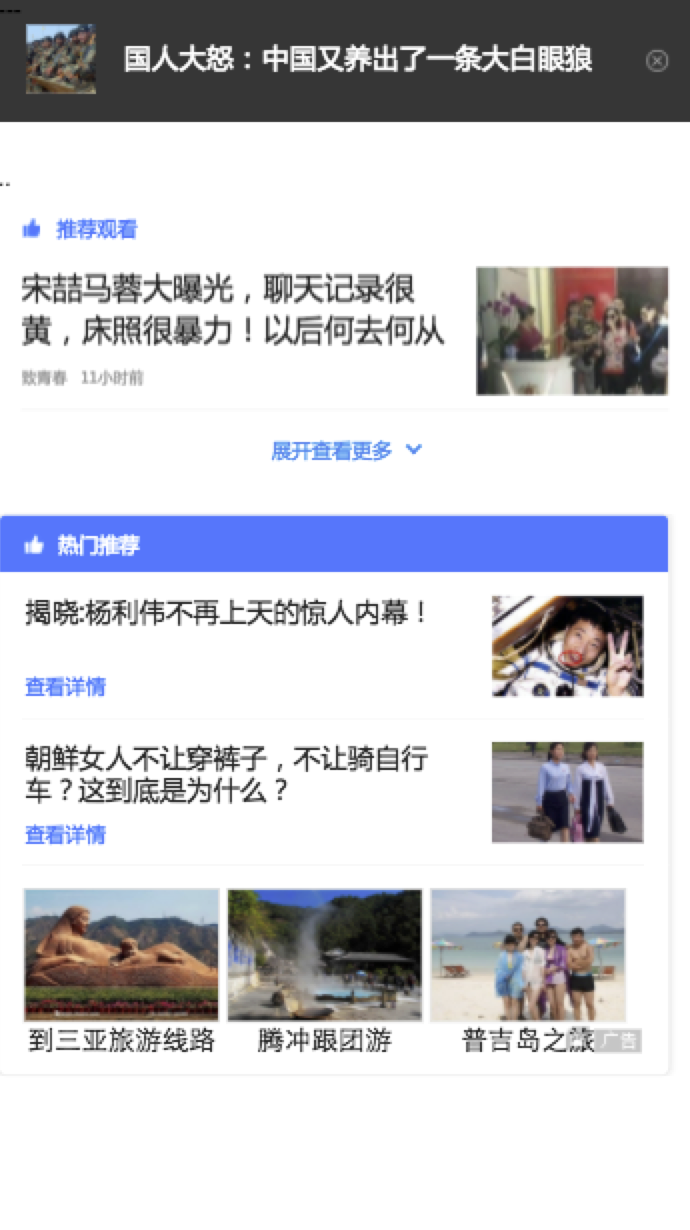 国人大怒：中国又养出了一条大白眼狼
推荐观看
宋喆马蓉大曝光，聊天记录很
黄，床照很暴力！以后何去何从
致青春 11小时前
展开查看更多
热门推荐
揭晓:杨利伟不再上天的惊人内幕！
查看详情
朝鲜女人不让穿裤子，不让骑自行
车？这到底是为什么？
查看详情
到三亚旅游线路
腾冲跟团游
普吉岛之旅
广告